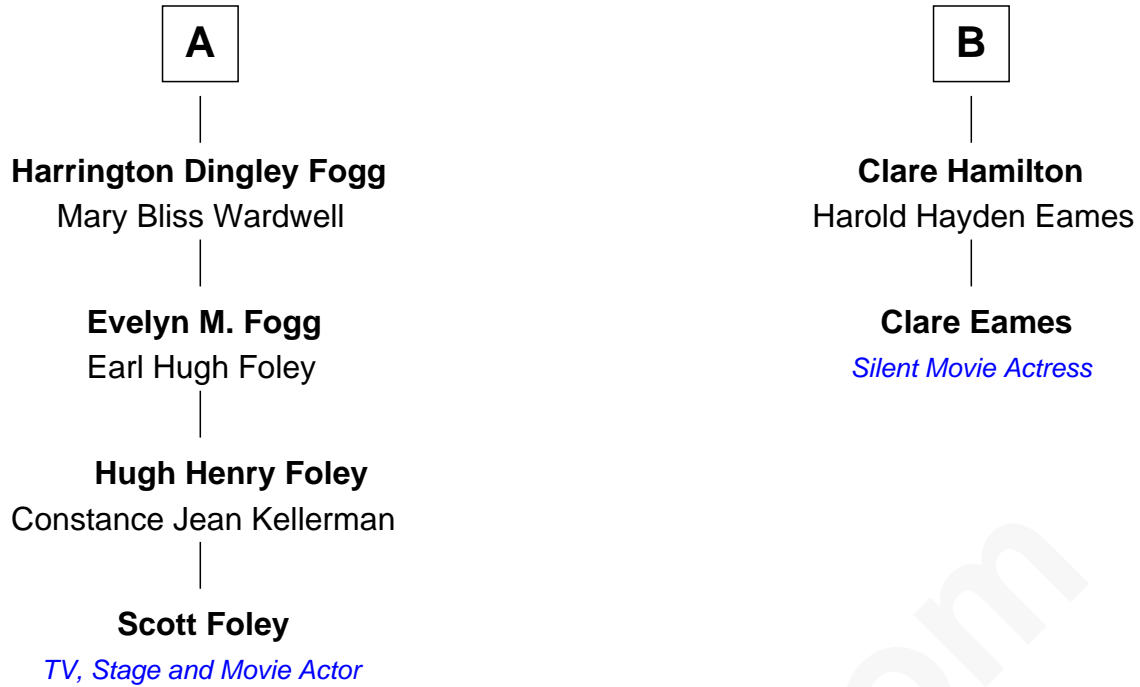 A
Harrington Dingley Fogg
Mary Bliss Wardwell
Evelyn M. Fogg
Earl Hugh Foley
Hugh Henry Foley
Constance Jean Kellerman
Scott Foley
TV, Stage and Movie Actor
B
Clare Hamilton
Harold Hayden Eames
Clare Eames
Silent Movie Actress
om